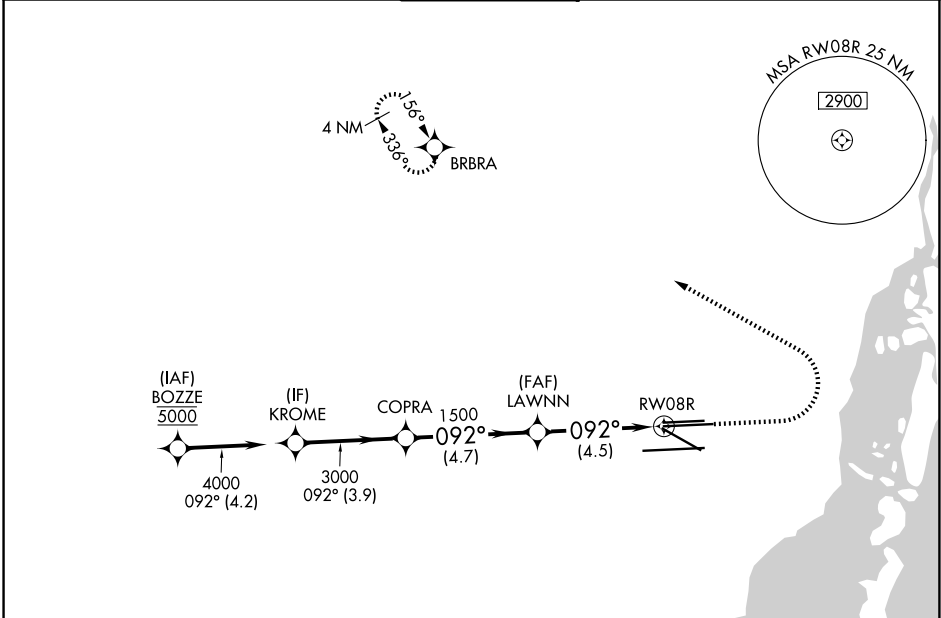 MSA RW08R 25 NM
2900
156°
4 NM
336°
BRBRA
(IAF)
BOZZE
5000
(IF)
KROME
COPRA
1500
092°
(4.7)
(FAF)
LAWNN
092°
(4.5)
RW08R
4000
092° (4.2)
3000
092° (3.9)